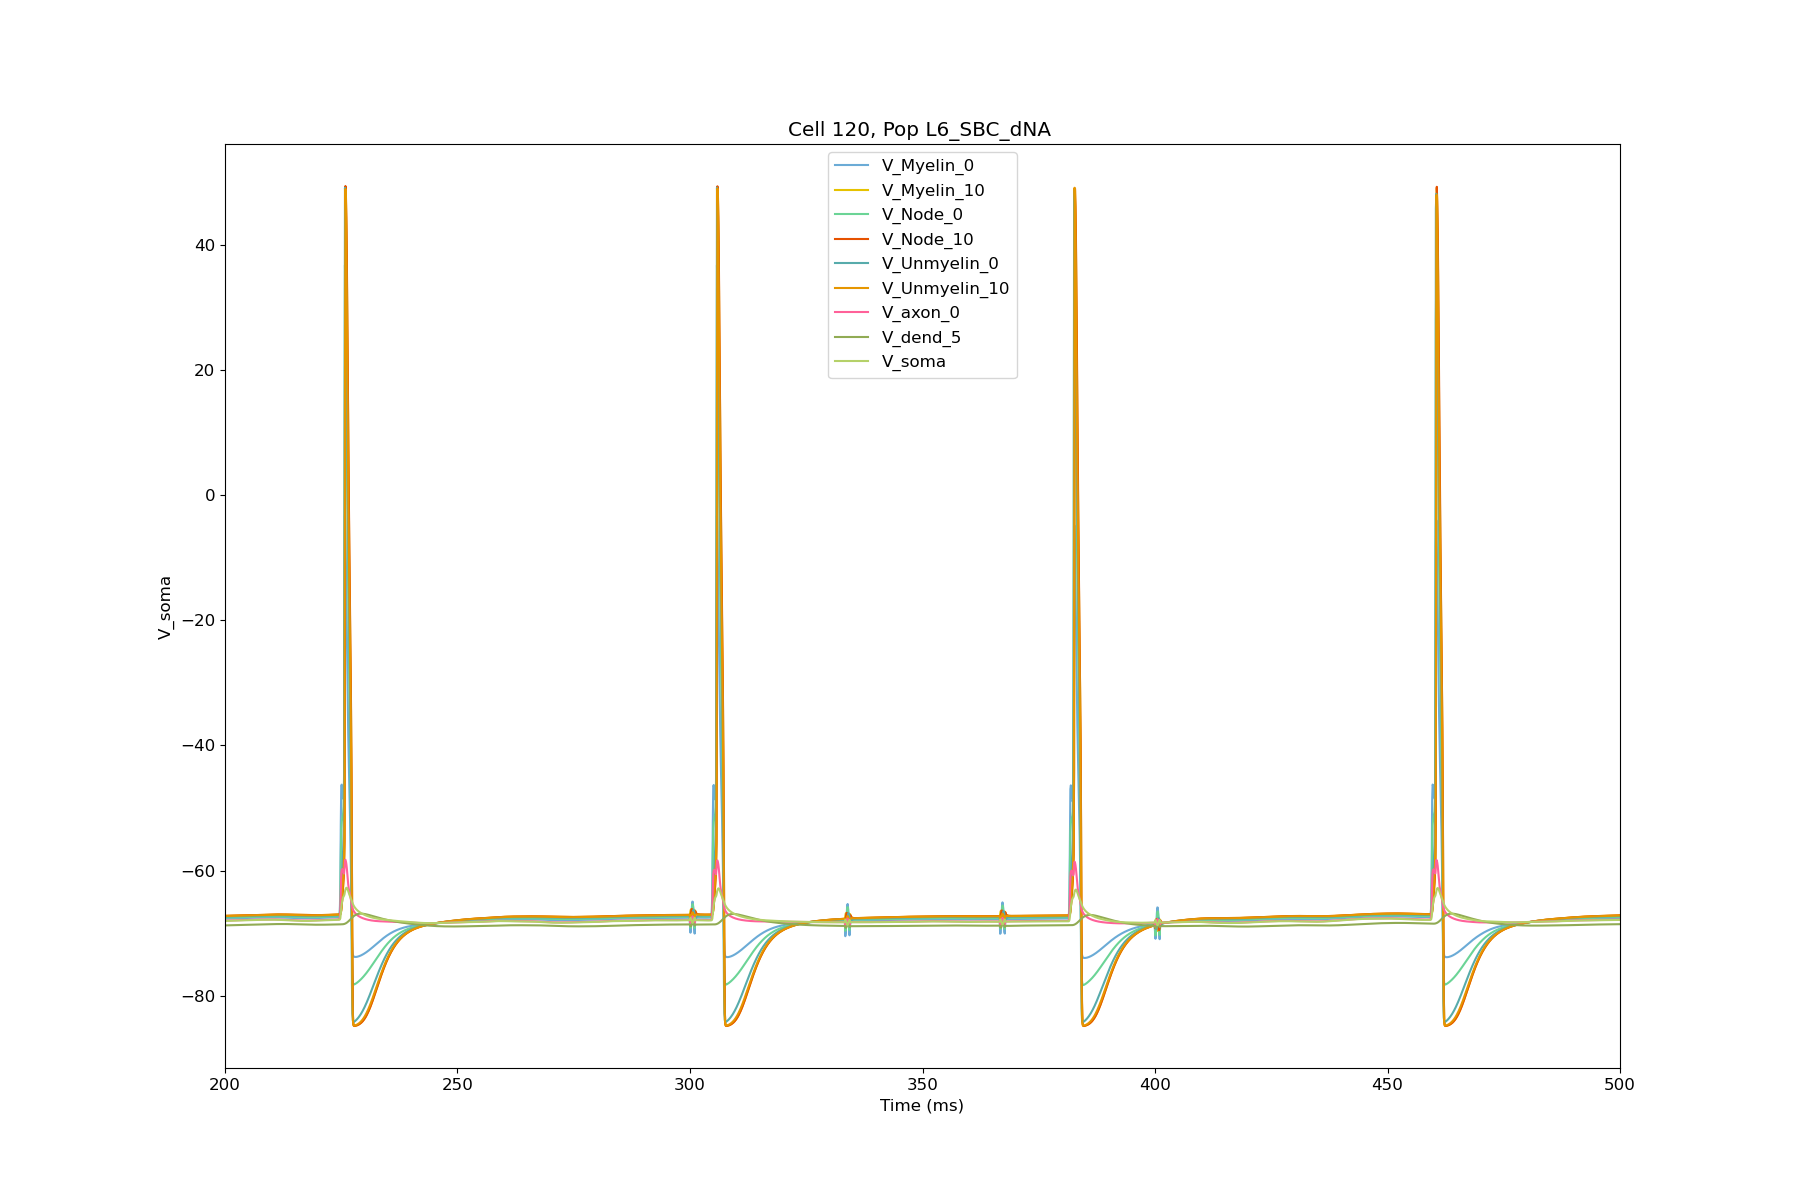 Cell 120, Pop L6_SBC_dNA
V_Myelin_0
V_Myelin_10
V_Node_0
V_Node_10
V_Unmyelin_0
V_Unmyelin_10
V_axon_0
V_dend_5
V_soma
40
20
0
−20
−40
−60
−80
V_soma
200
250
300
350
400
450
500
Time (ms)